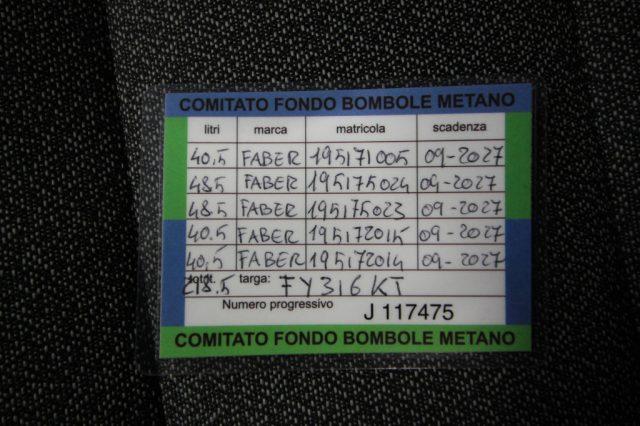 COMITATO FONDO BOMBOLE METANO
litri marca matricola scadenza
40.5 FABER 195171005 09-2027
48.5 FABER 195175024 09-2027
48.5 FABER 195175023 09-2027
40.5 FABER 195172015 09-2027
40.5 FABER 195172014 09-2027
218.5 targa: FY316KT
Numero progressivo J 117475
COMITATO FONDO BOMBOLE METANO